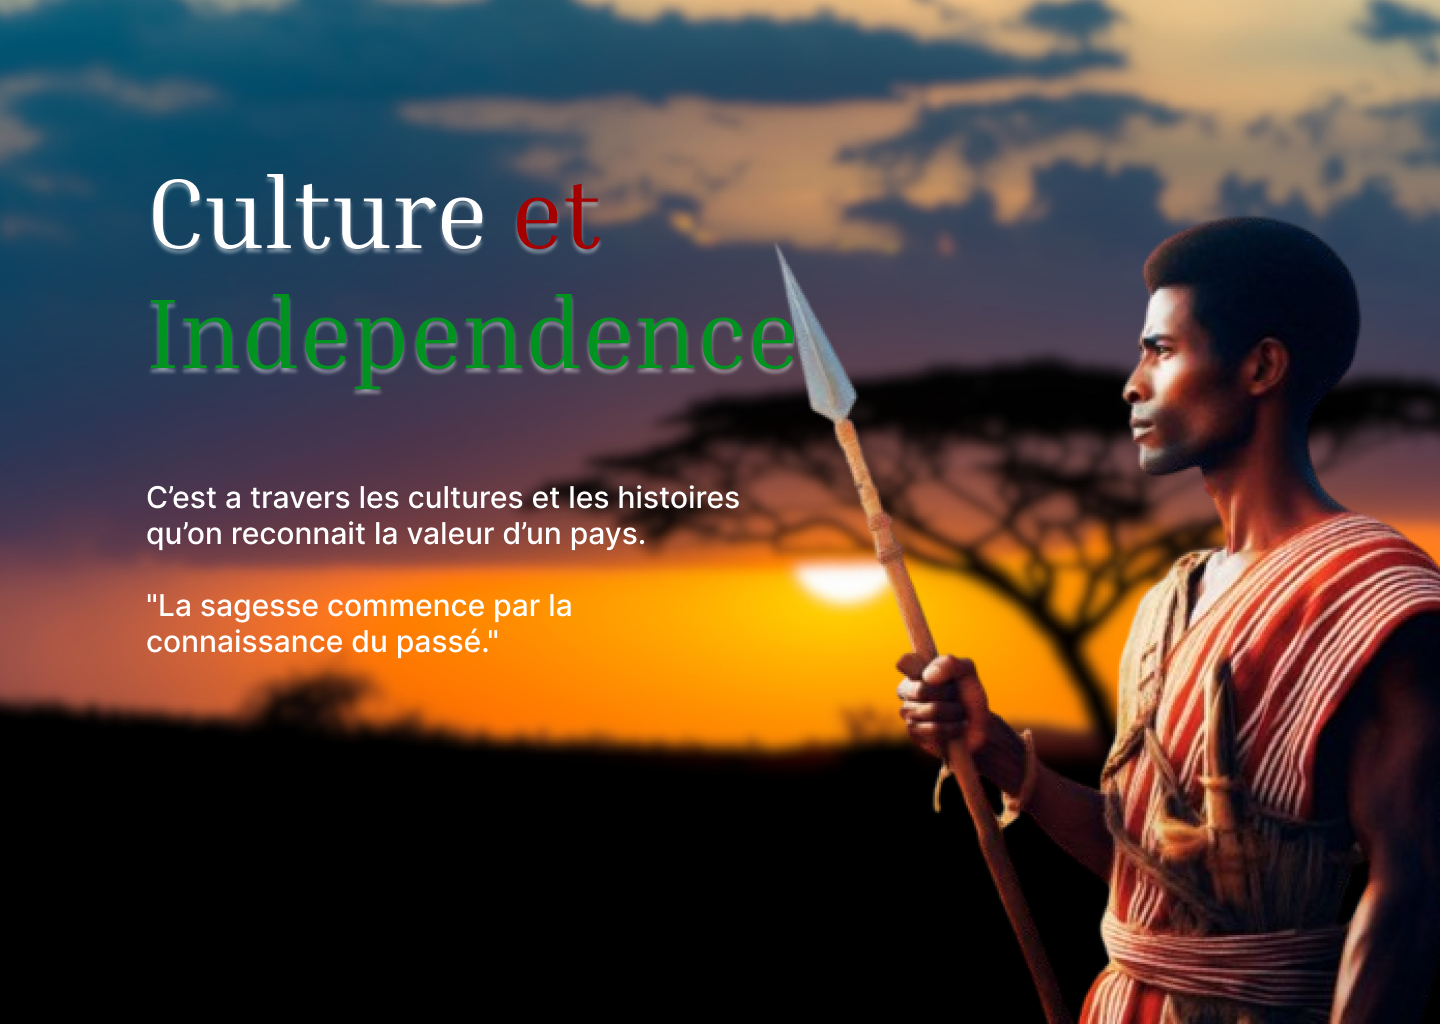 Culture et
Independence
C’est a travers les cultures et les histoires
qu’on reconnait la valeur d’un pays.
"La sagesse commence par la
connaissance du passé."